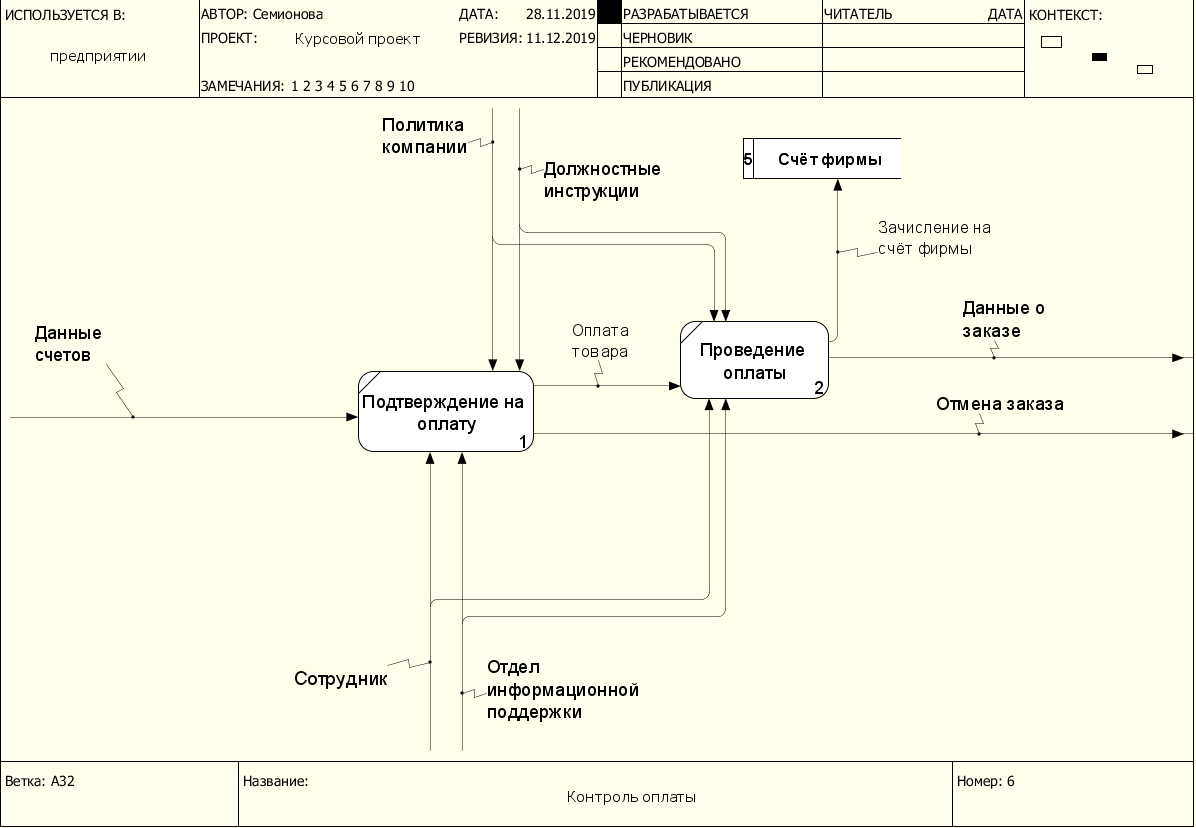 ИСПОЛЬЗУЕТСЯ В:
предприятии
АВТОР: Семионова
ДАТА: 28.11.2019
ПРОЕКТ: Курсовой проект
РЕВИЗИЯ: 11.12.2019
ЗАМЕЧАНИЯ: 1 2 3 4 5 6 7 8 9 10
РАЗРАБАТЫВАЕТСЯ
ЧЕРНОВИК
РЕКОМЕНДОВАНО
ПУБЛИКАЦИЯ
ЧИТАТЕЛЬ
ДАТА
КОНТЕКСТ:
Политика
компании
Должностные
инструкции
5 Счёт фирмы
Зачисление на
счёт фирмы
Данные
счетов
Оплата
товара
Данные о
заказе
Проведение
оплаты
2
Подтверждение на
оплату
1
Отмена заказа
Сотрудник
Отдел
информационной
поддержки
Ветка: A32
Название:
Контроль оплаты
Номер: 6